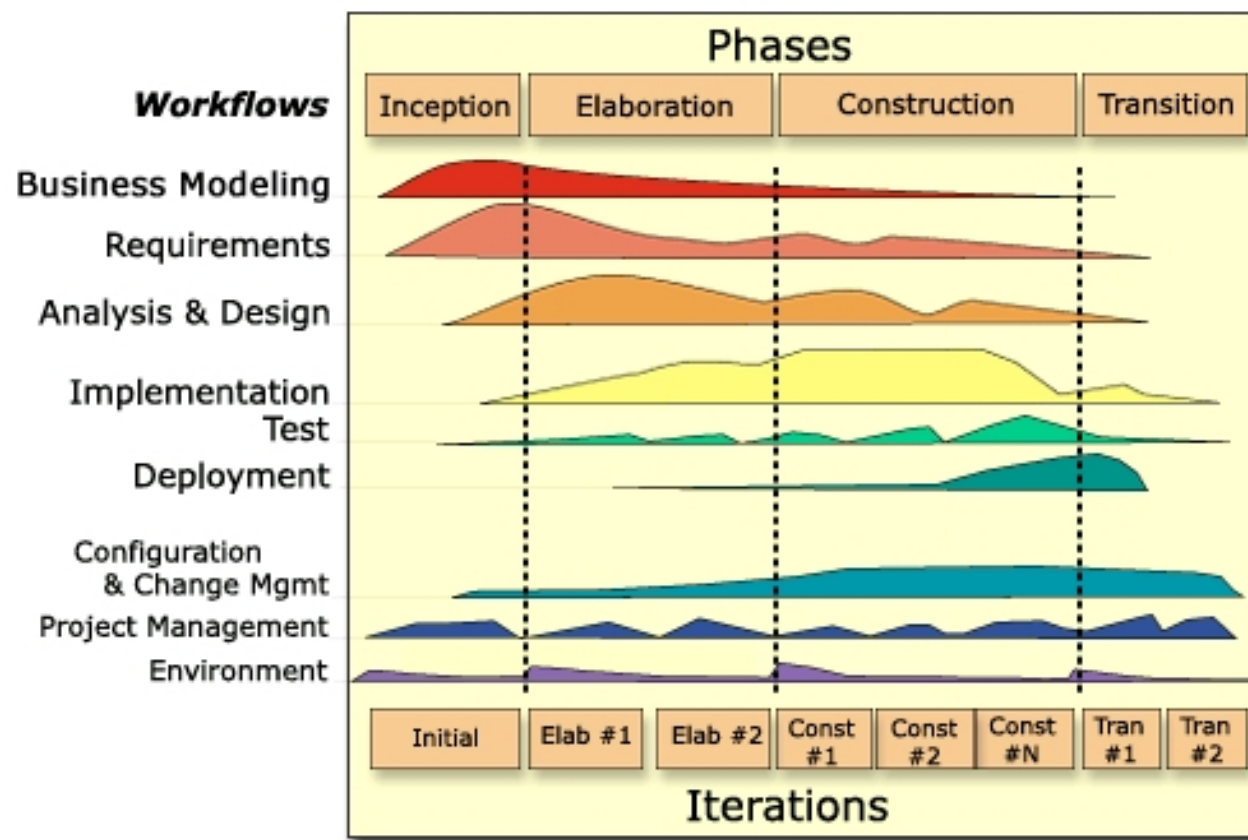 Phases
Workflows
Inception
Elaboration
Construction
Transition
Business Modeling
Requirements
Analysis & Design
Implementation
Test
Deployment
Configuration
& Change Mgmt
Project Management
Environment
Initial
Elab #1
Elab #2
Const
#1
Const
#2
Const
#N
Tran
#1
Tran
#2
Iterations